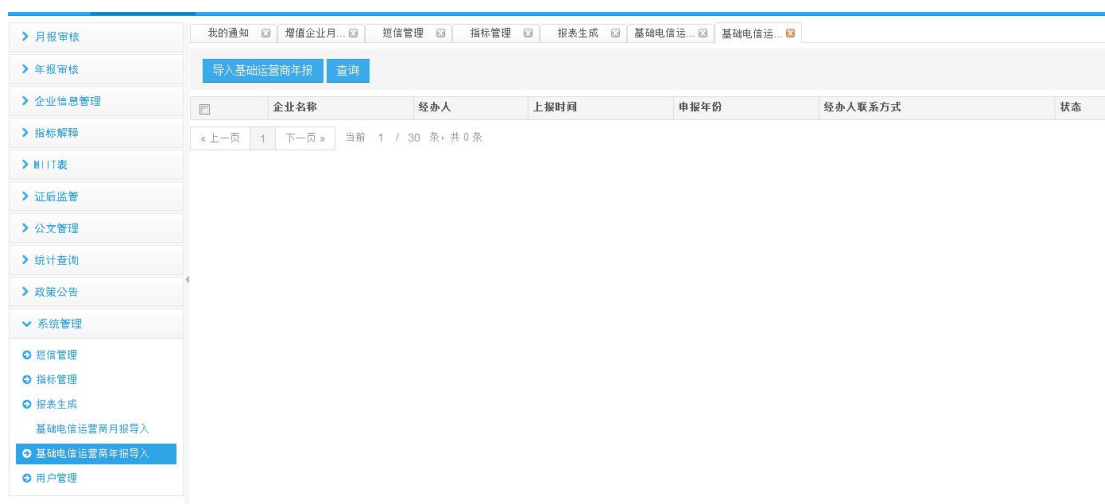 月报审核
年报审核
企业信息管理
指标解释
MIIT表
证后监管
公文管理
统计查询
政策公告
系统管理
短信管理
指标管理
报表生成
基础电信运营商月报导入
基础电信运营商年报导入
用户管理
我的通知 增值企业月... 短信管理 指标管理 报表生成 基础电信运... 基础电信运...
导入基础运营商年报 查询
企业名称 经办人 上报时间 申报年份 经办人联系方式 状态
«上一页 1 下一页» 当前 1 / 30 条,共 0 条